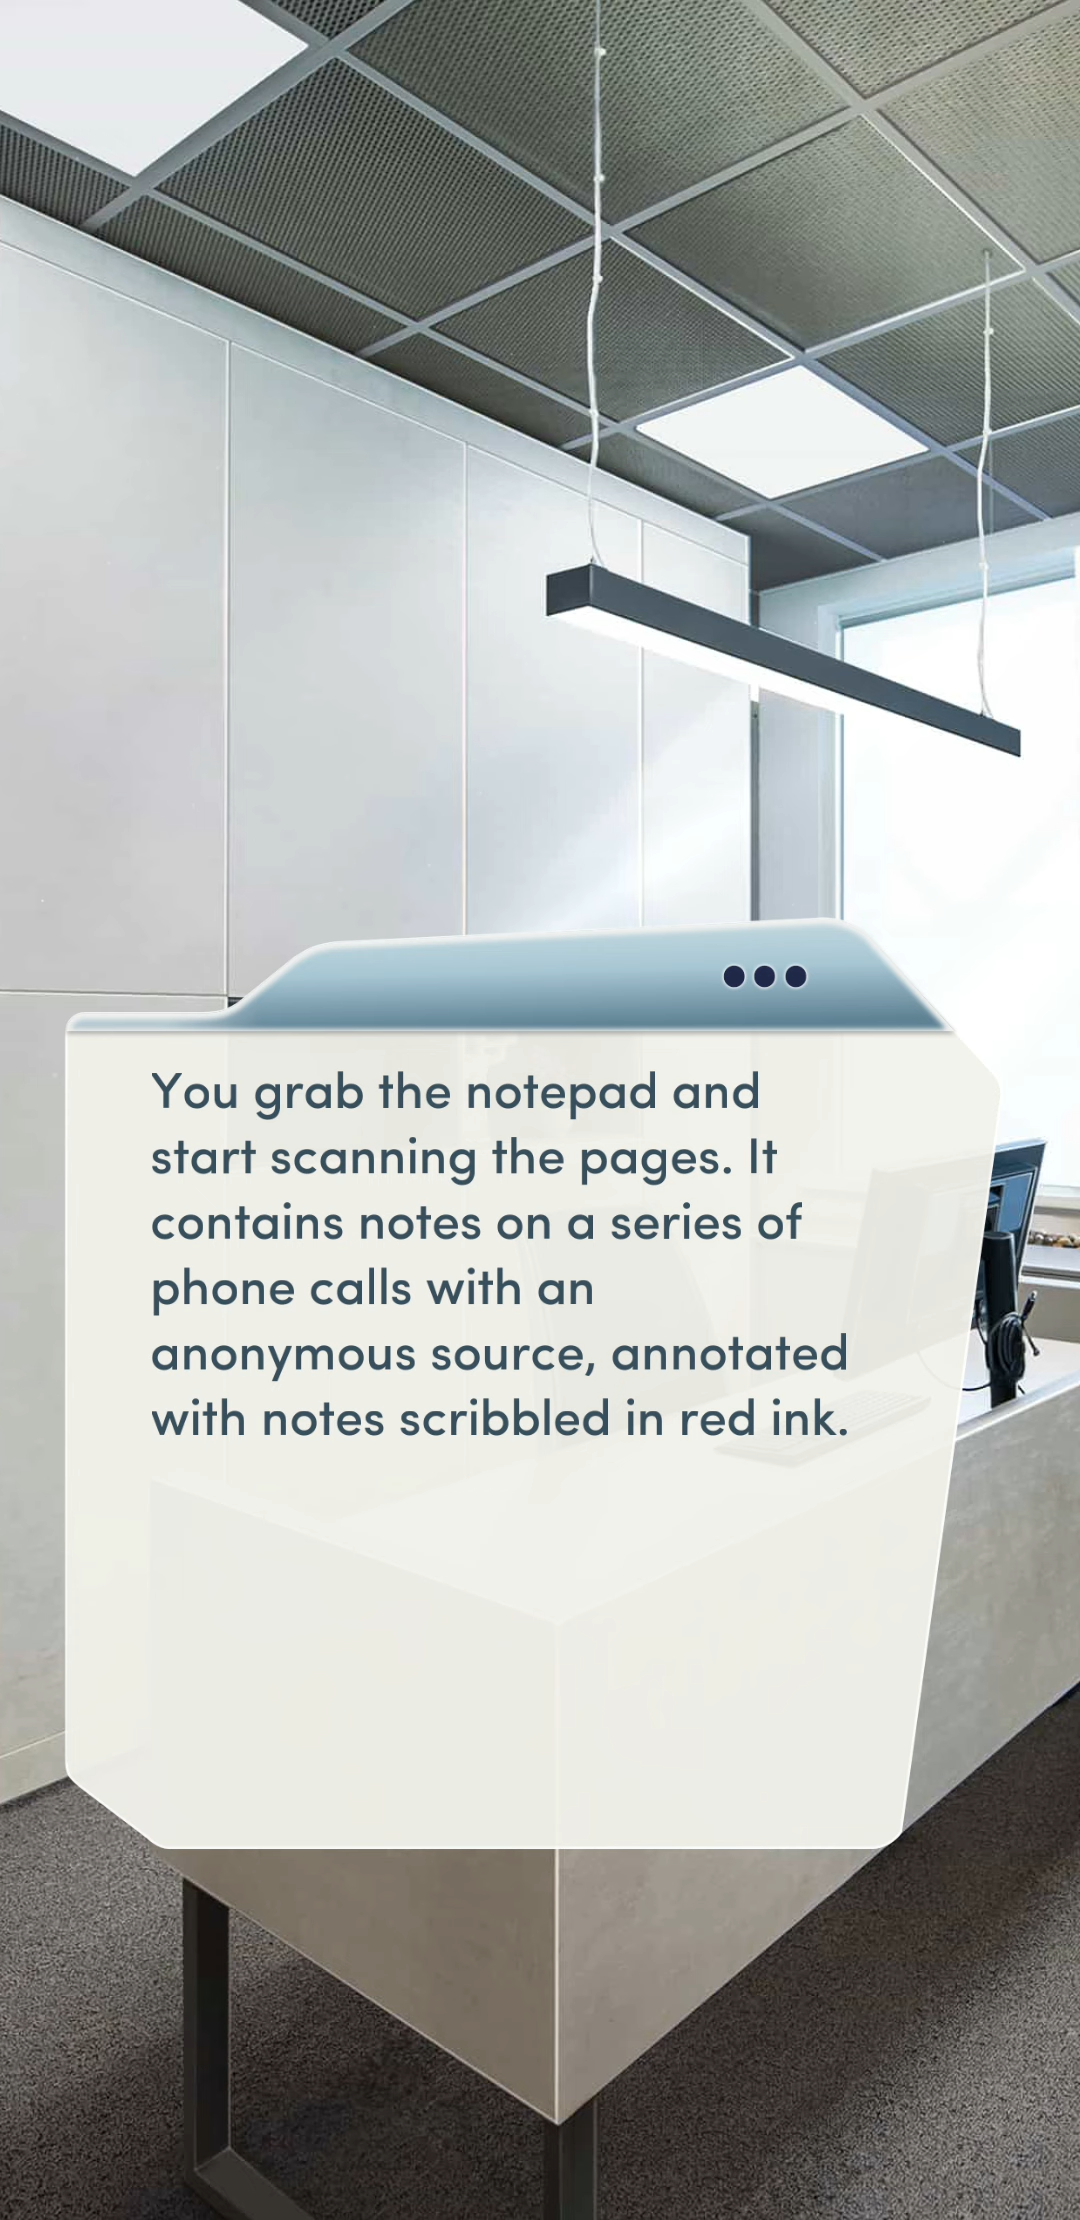 You grab the notepad and
start scanning the pages. It
contains notes on a series of
phone calls with an
anonymous source, annotated
with notes scribbled in red ink.